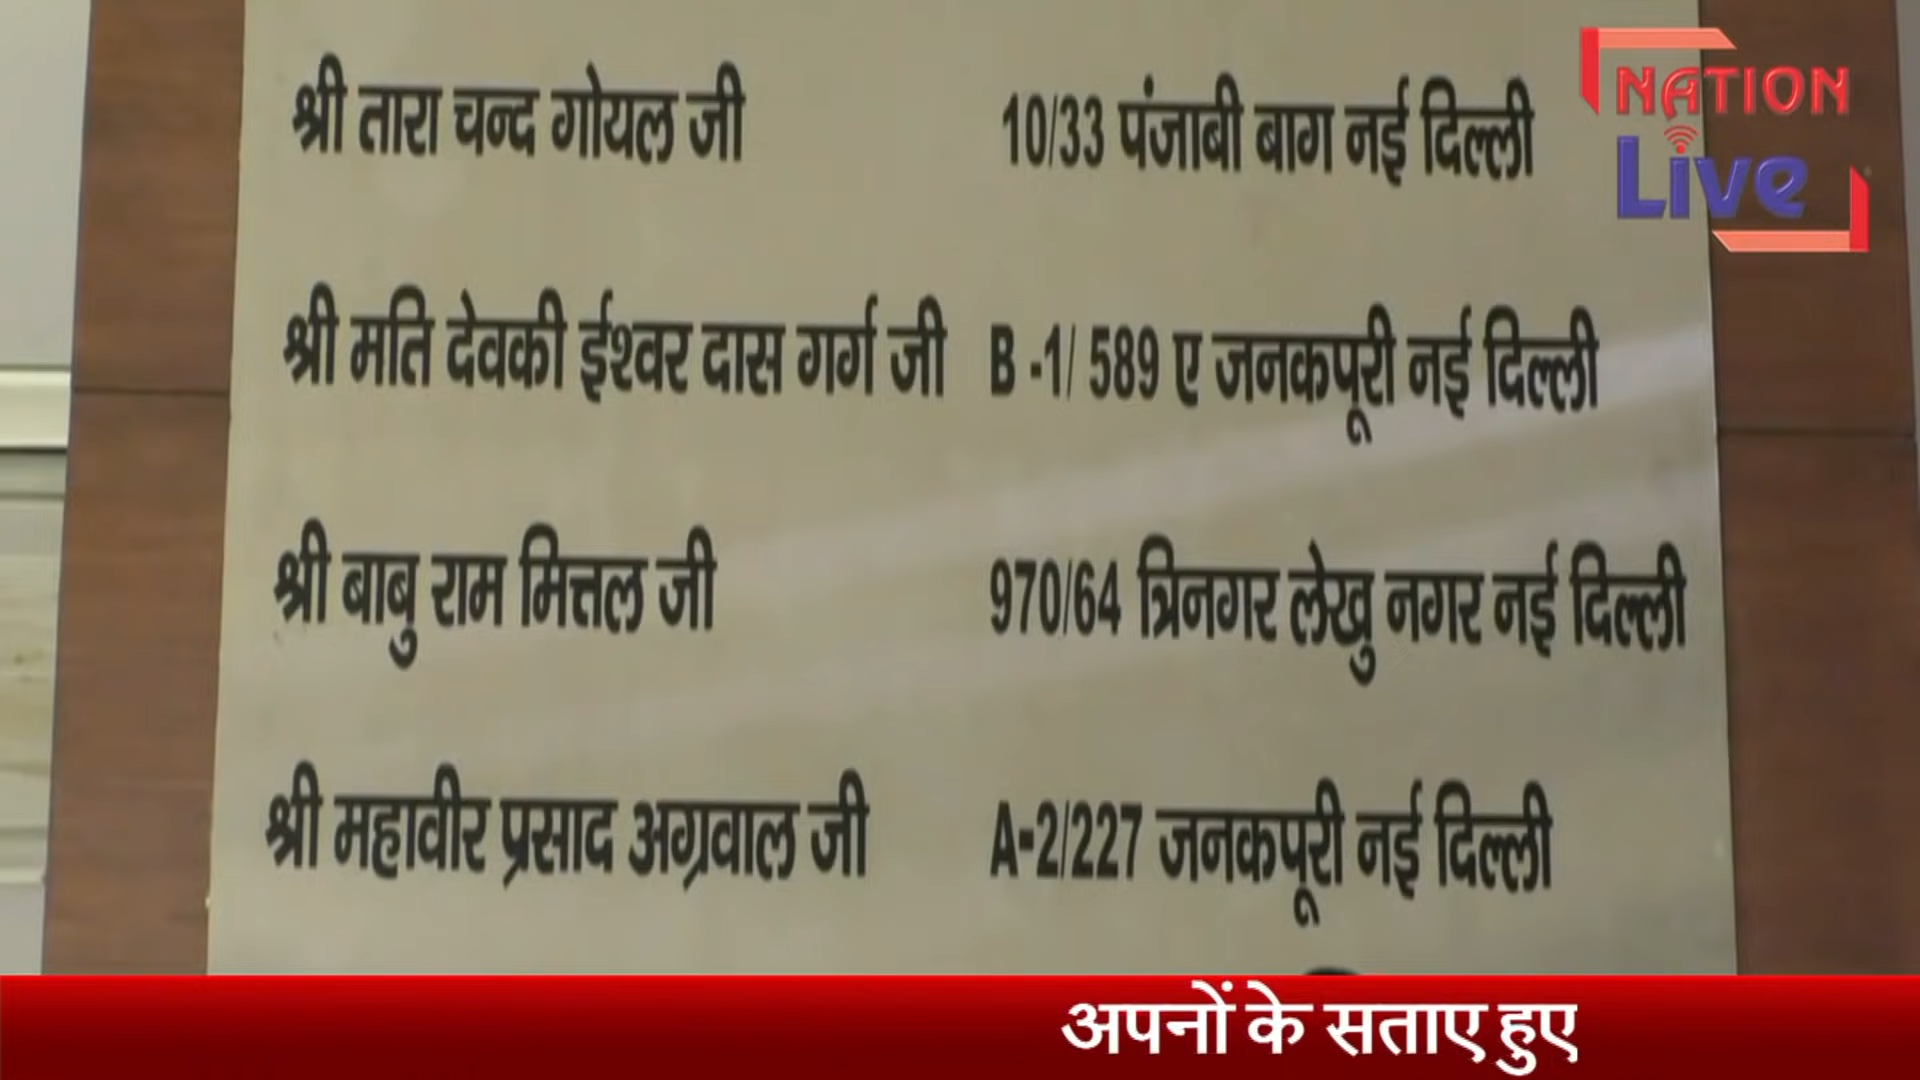 श्री तारा चन्द गोयल जी 10/33 पंजाबी बाग नई दिल्ली
NATION
Live
श्री मति देवकी ईश्वर दास गर्ग जी B -1/ 589 ए जनकपूरी नई दिल्ली
श्री बाबु राम मित्तल जी 970/64 त्रिनगर लेखु नगर नई दिल्ली
श्री महावीर प्रसाद अग्रवाल जी A-2/227 जनकपूरी नई दिल्ली
अपनों के सताए हुए